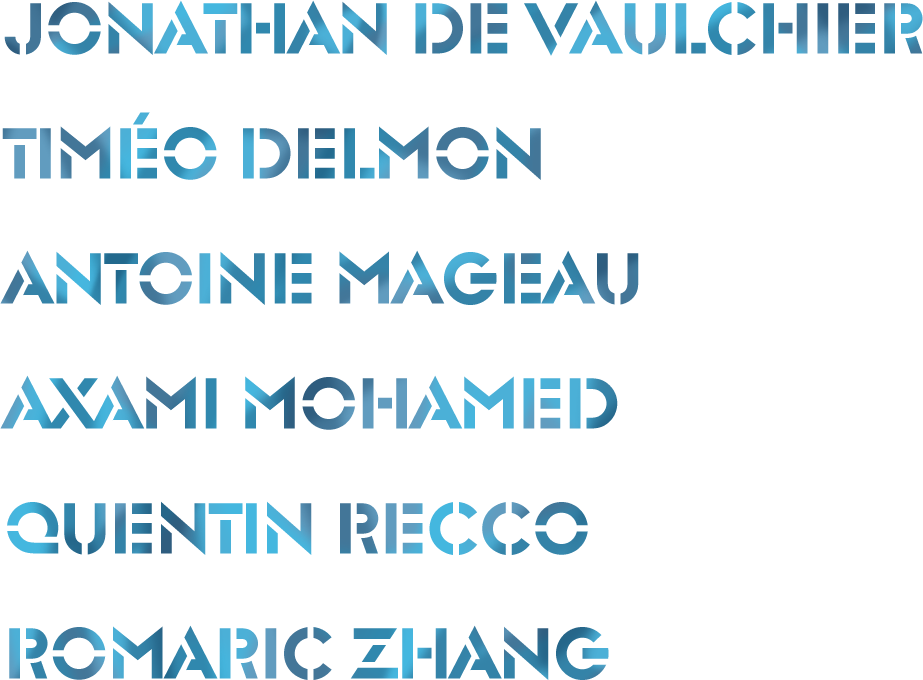 JONATHAN DE VAULCHIER
TIMÉO DELMON
ANTOINE MAGEAU
AXAMI MOHAMED
QUENTIN RECCO
ROMARIC ZHANG